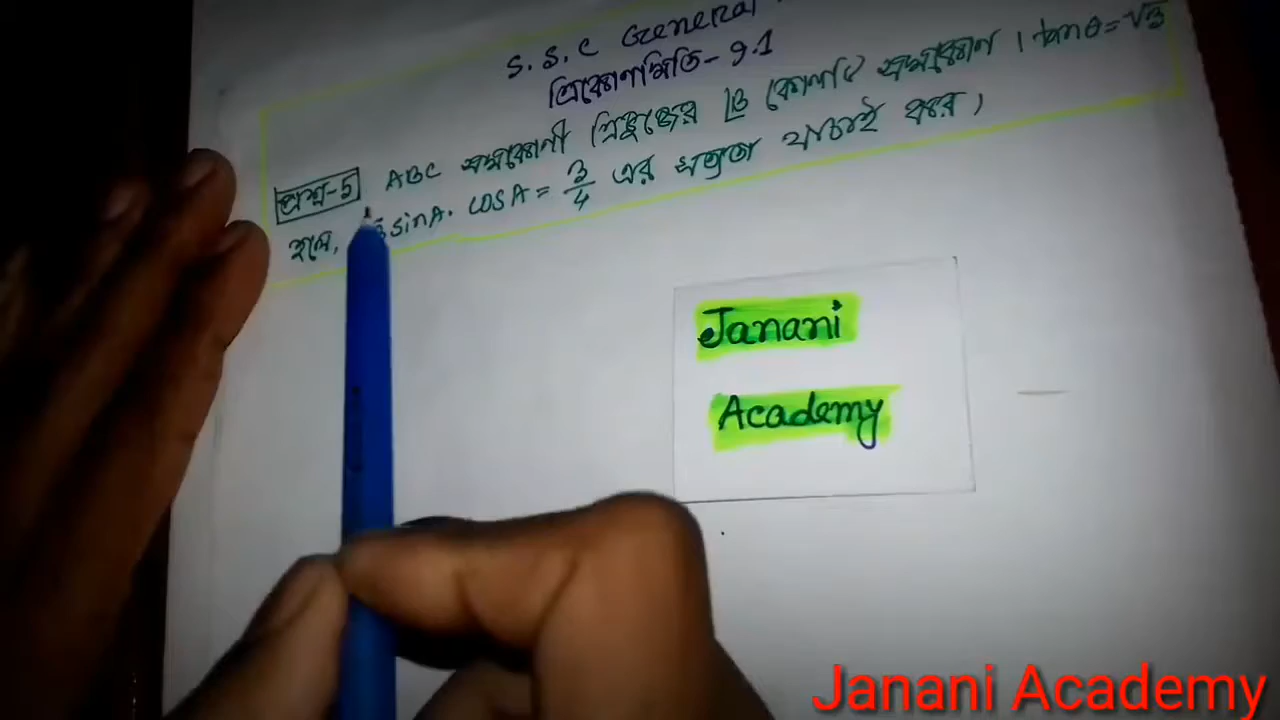 S.S.C General
ত্রিকোণমিতি-9.1
প্রশ্ন-5 ABC সমকোণী ত্রিভুজের B কোণটি সমকোণ। tanθ=√3
হলে, sinA. cosA= 3/4 এর সত্যতা যাচাই কর।
Janani
Academy
Janani Academy